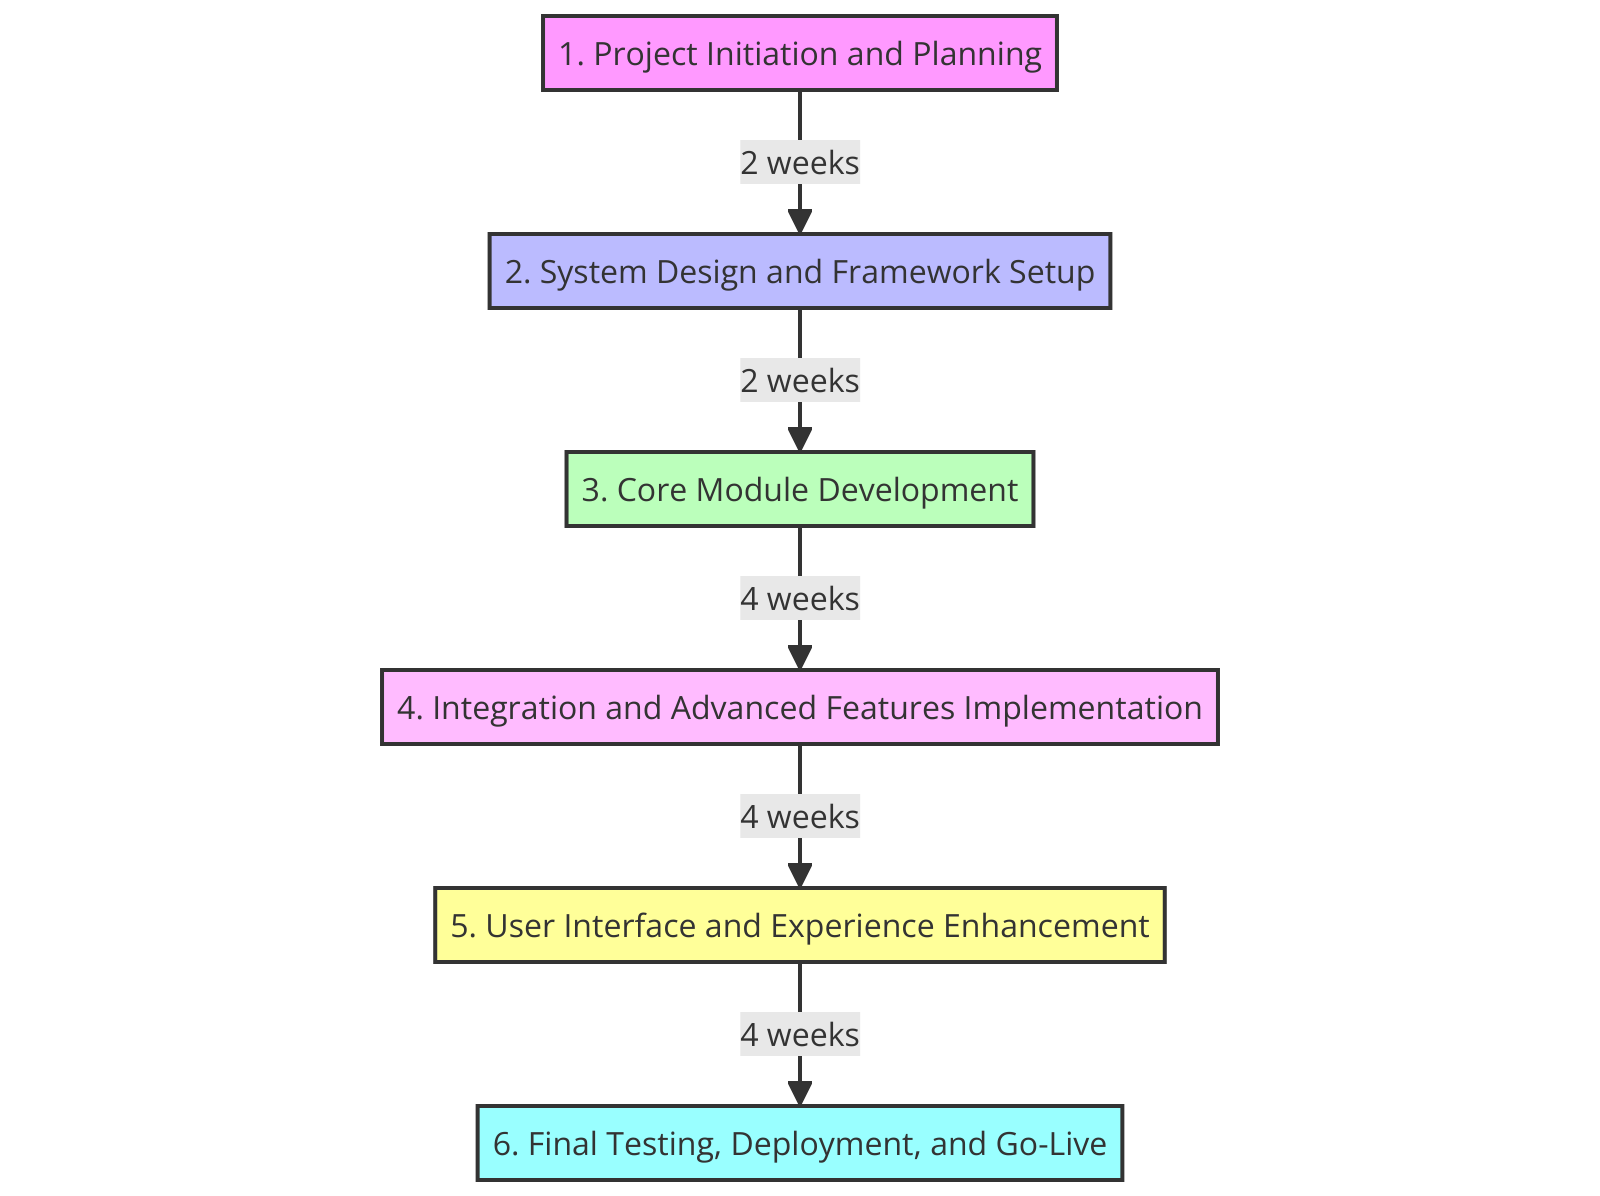 1. Project Initiation and Planning
2 weeks
2. System Design and Framework Setup
2 weeks
3. Core Module Development
4 weeks
4. Integration and Advanced Features Implementation
4 weeks
5. User Interface and Experience Enhancement
4 weeks
6. Final Testing, Deployment, and Go-Live